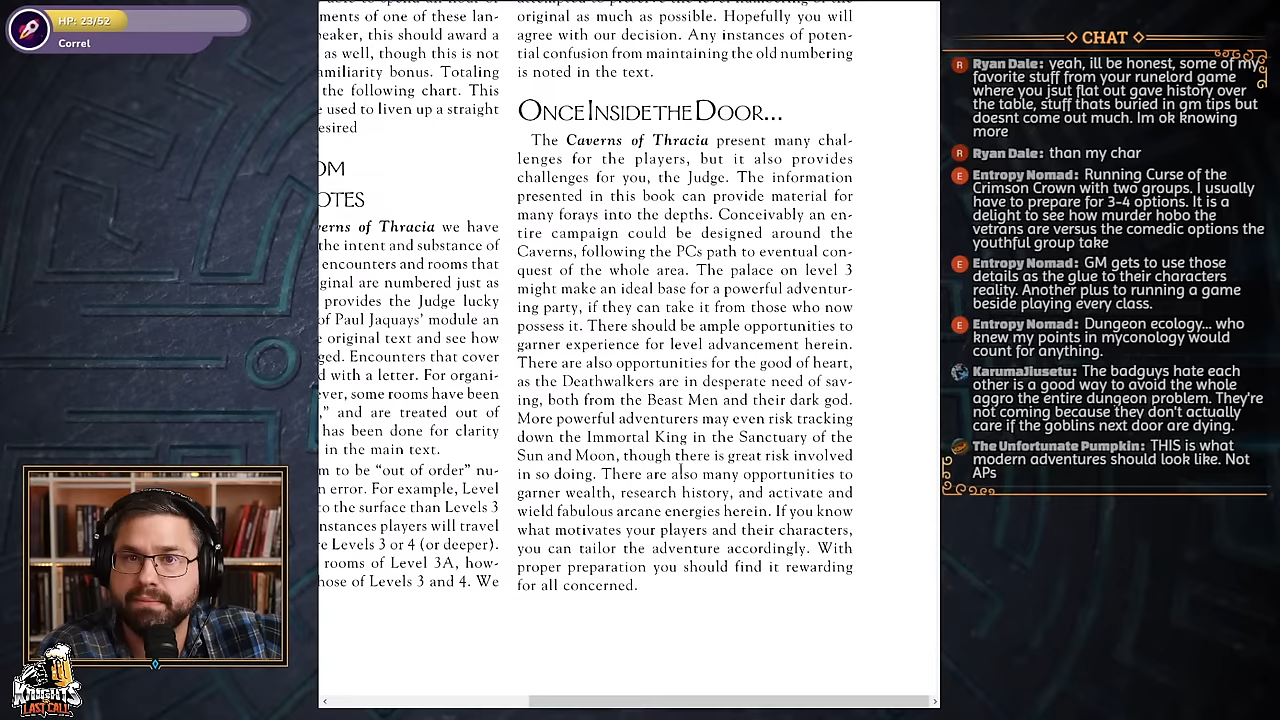 HP: 23/52
Correl
ments of one of these lan-
eaker, this should award a
as well, though this is not
amiliarity bonus. Totaling
the following chart. This
used to liven up a straight
esired
OM
OTES
verns of Thracia we have
the intent and substance of
encounters and rooms that
ginal are numbered just as
provides the Judge lucky
of Paul Jaquays' module an
e original text and see how
ged. Encounters that cover
d with a letter. For organi-
ever, some rooms have been
," and are treated out of
has been done for clarity
in the main text.
m to be "out of order" nu-
n error. For example, Level
to the surface than Levels 3
nstances players will travel
re Levels 3 or 4 (or deeper).
rooms of Level 3A, how-
hose of Levels 3 and 4. We
original as much as possible. Hopefully you will
agree with our decision. Any instances of poten-
tial confusion from maintaining the old numbering
is noted in the text.
ONCE INSIDE THE DOOR...
The Caverns of Thracia present many chal-
lenges for the players, but it also provides
challenges for you, the Judge. The information
presented in this book can provide material for
many forays into the depths. Conceivably an en-
tire campaign could be designed around the
Caverns, following the PCs path to eventual con-
quest of the whole area. The palace on level 3
might make an ideal base for a powerful adventur-
ing party, if they can take it from those who now
possess it. There should be ample opportunities to
garner experience for level advancement herein.
There are also opportunities for the good of heart,
as the Deathwalkers are in desperate need of sav-
ing, both from the Beast Men and their dark god.
More powerful adventurers may even risk tracking
down the Immortal King in the Sanctuary of the
Sun and Moon, though there is great risk involved
in so doing. There are also many opportunities to
garner wealth, research history, and activate and
wield fabulous arcane energies herein. If you know
what motivates your players and their characters,
you can tailor the adventure accordingly. With
proper preparation you should find it rewarding
for all concerned.
CHAT
R Ryan Dale: yeah, ill be honest, some of my
favorite stuff from your runelord game
where you jsut flat out gave history over
the table, stuff thats buried in gm tips but
doesnt come out much. Im ok knowing
more
R Ryan Dale: than my char
E Entropy Nomad: Running Curse of the
Crimson Crown with two groups. I usually
have to prepare for 3-4 options. It is a
delight to see how murder hobo the
vetrans are versus the comedic options the
youthful group take
E Entropy Nomad: GM gets to use those
details as the glue to their characters
reality. Another plus to running a game
beside playing every class.
E Entropy Nomad: Dungeon ecology... who
knew my points in myconology would
count for anything.
KarumaJiusetu: The badguys hate each
other is a good way to avoid the whole
aggro the entire dungeon problem. They're
not coming because they don't actually
care if the goblins next door are dying.
The Unfortunate Pumpkin: THIS is what
modern adventures should look like. Not
APs
KNIGHTS
LAST CALL